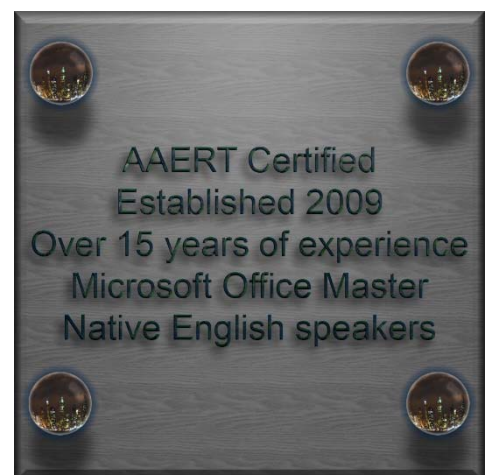 AAERT Certified
Established 2009
Over 15 years of experience
Microsoft Office Master
Native English speakers